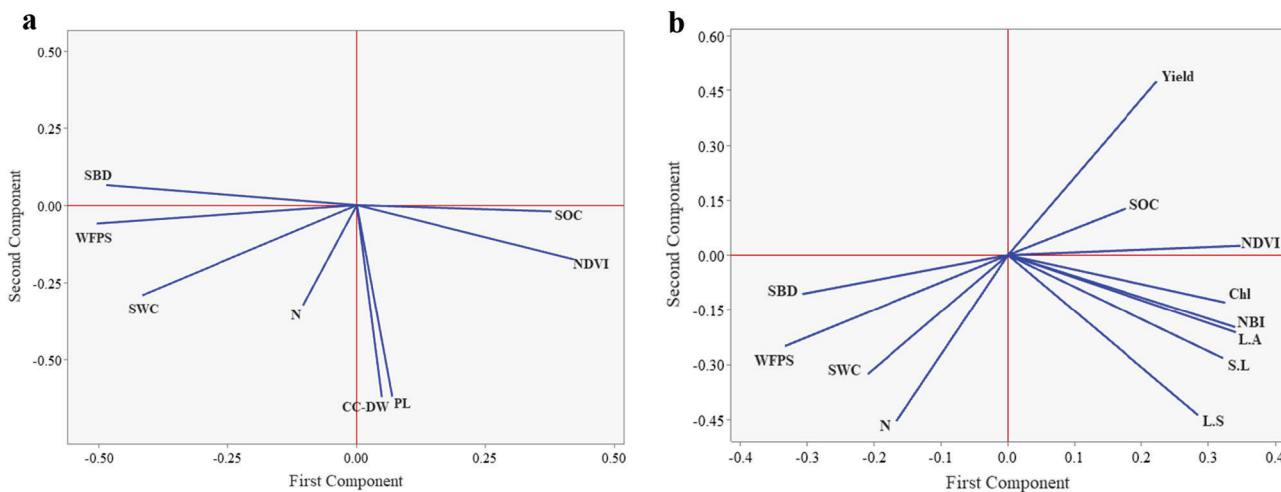 a
0.50
0.25
0.00
-0.25
-0.50
Second Component
SBD
WFPS
SWC
N
CC-DW
PL
SOC
NDVI
-0.50
-0.25
0.00
0.25
0.50
First Component
b
0.60
0.45
0.30
0.15
0.00
-0.15
-0.30
-0.45
Second Component
Yield
SOC
NDVI
Chl
NBI
L.A
S.L
L.S
SBD
WFPS
SWC
N
-0.4
-0.3
-0.2
-0.1
0.0
0.1
0.2
0.3
0.4
First Component